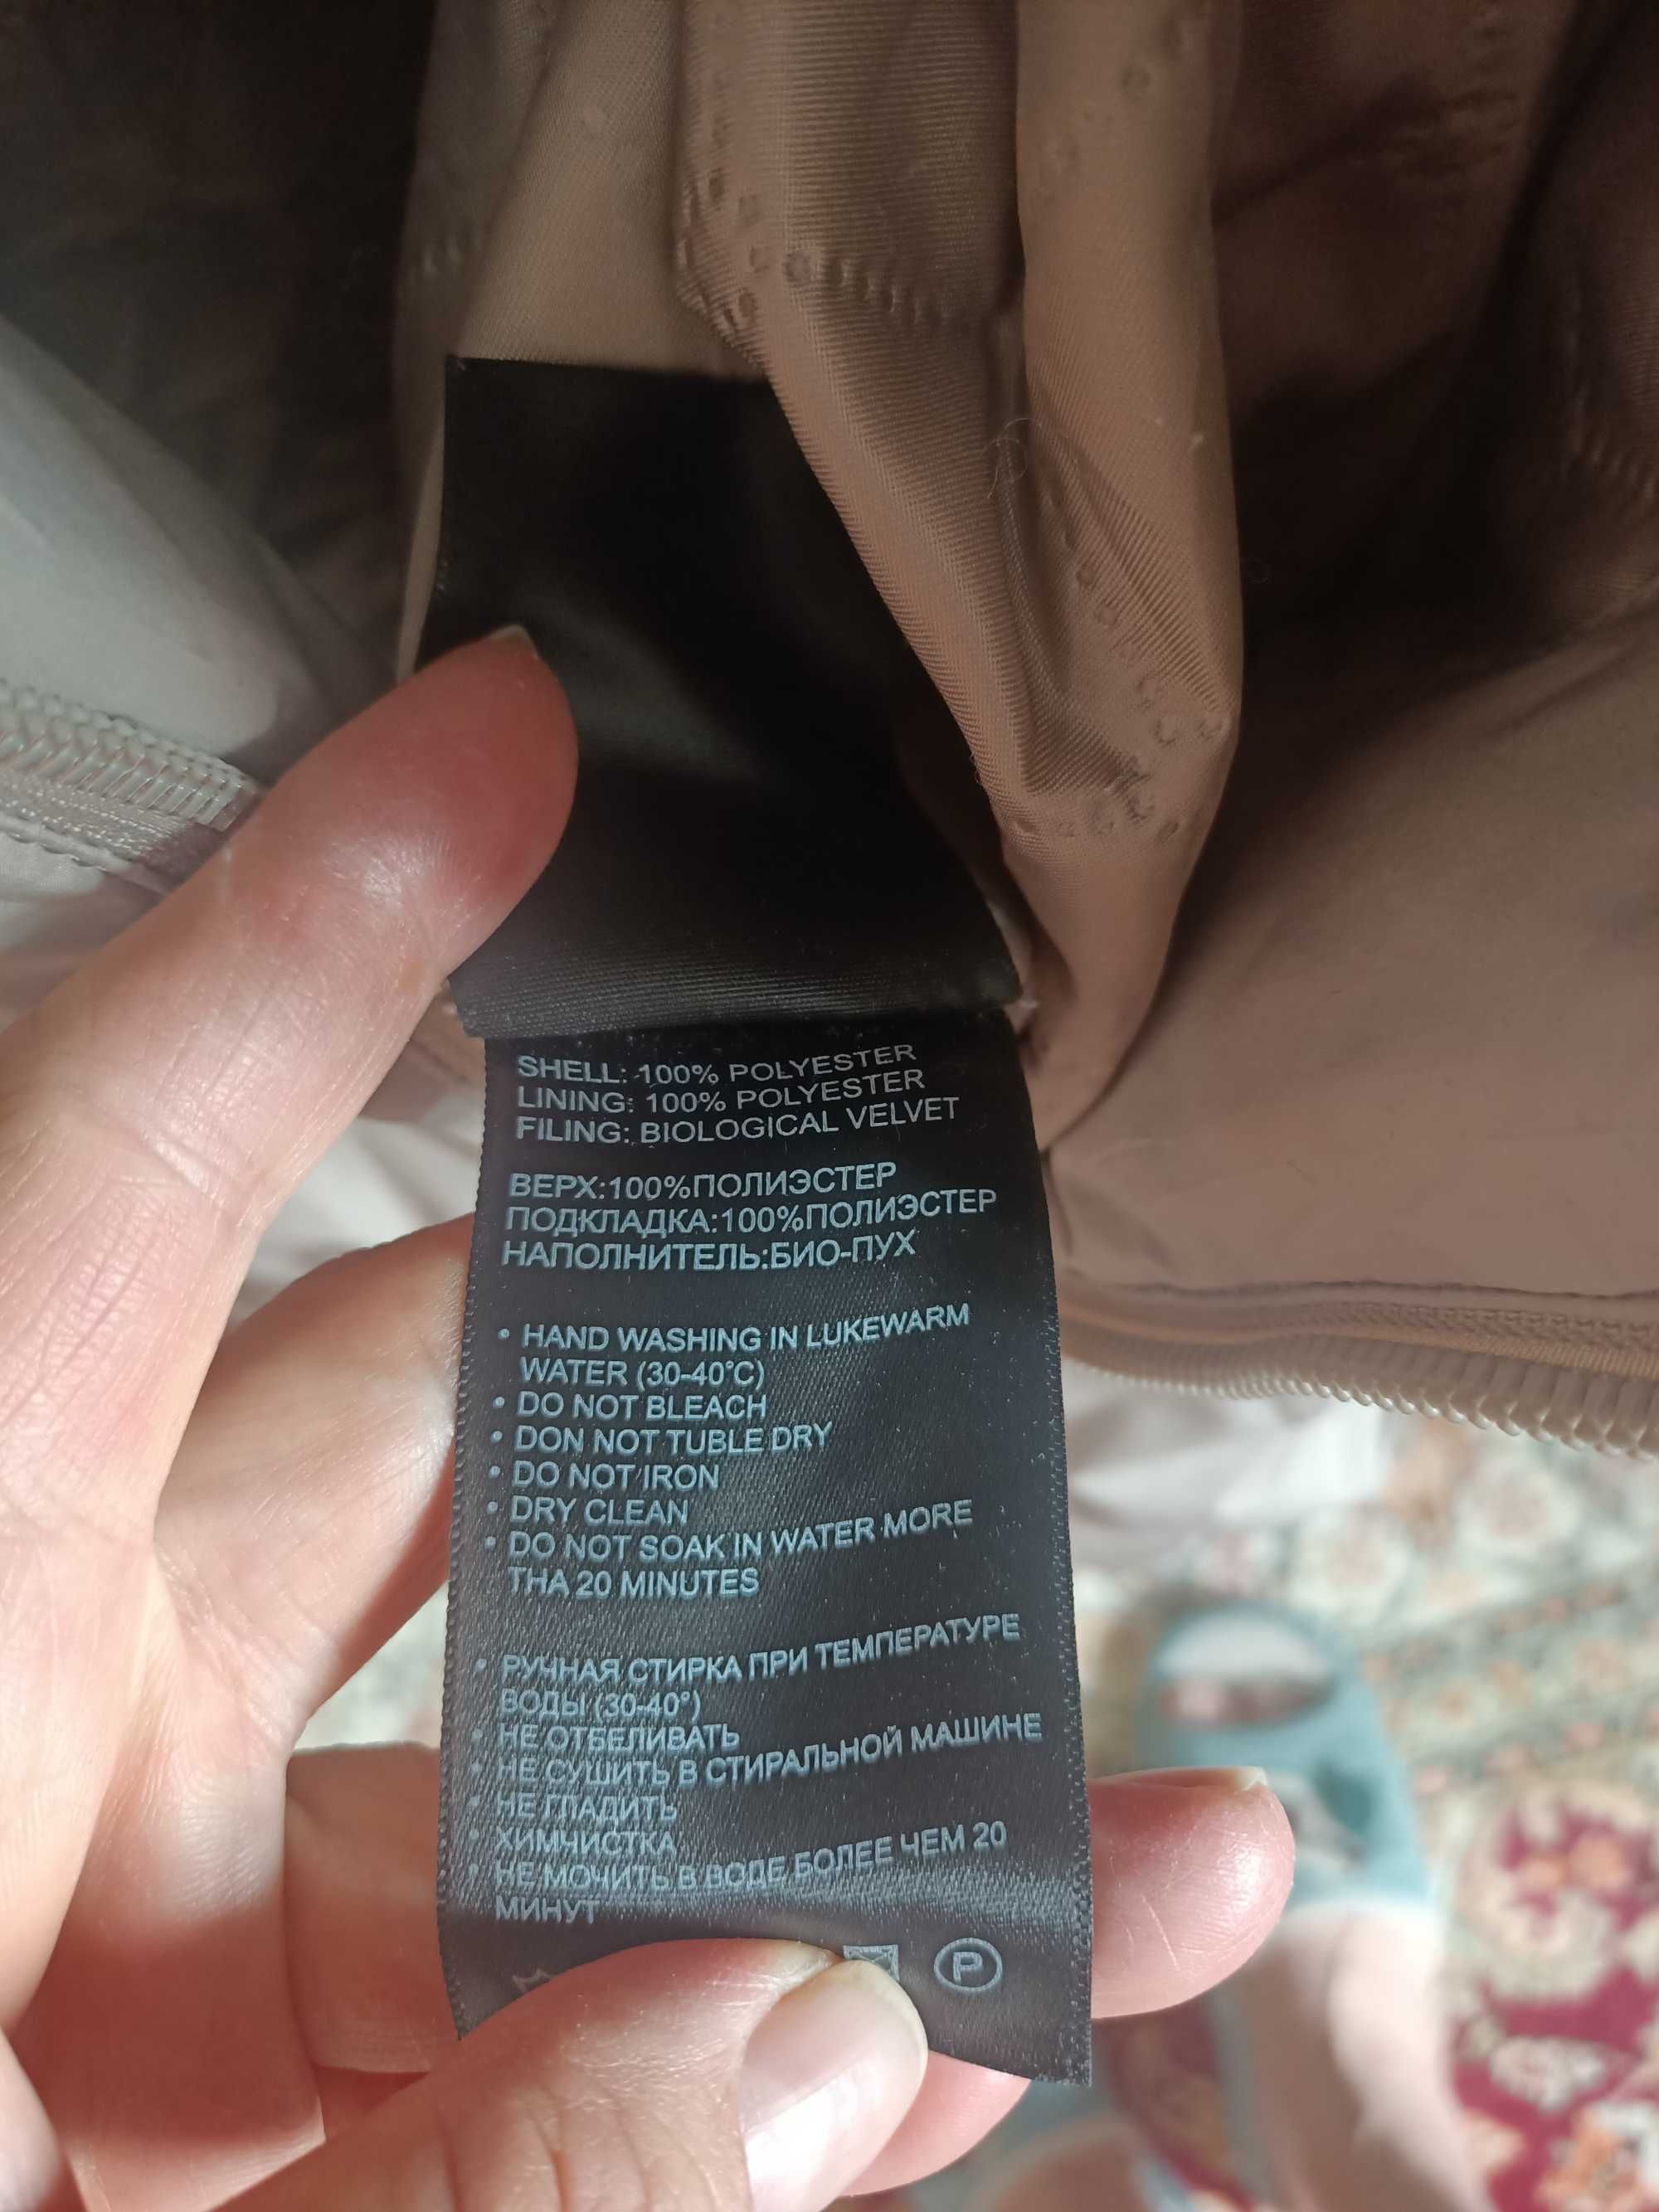 SHELL: 100% POLYESTER
LINING: 100% POLYESTER
FILING: BIOLOGICAL VELVET
ВЕРХ:100%ПОЛИЭСТЕР
ПОДКЛАДКА:100%ПОЛИЭСТЕР
НАПОЛНИТЕЛЬ:БИО-ПУХ
• HAND WASHING IN LUKEWARM
WATER (30-40°C)
• DO NOT BLEACH
• DON NOT TUBLE DRY
• DO NOT IRON
• DRY CLEAN
• DO NOT SOAK IN WATER MORE
THA 20 MINUTES
• РУЧНАЯ СТИРКА ПРИ ТЕМПЕРАТУРЕ
ВОДЫ (30-40°)
• НЕ ОТБЕЛИВАТЬ
• НЕ СУШИТЬ В СТИРАЛЬНОЙ МАШИНЕ
• НЕ ГЛАДИТЬ
• ХИМЧИСТКА
• НЕ МОЧИТЬ В ВОДЕ БОЛЕЕ ЧЕМ 20
МИНУТ
P